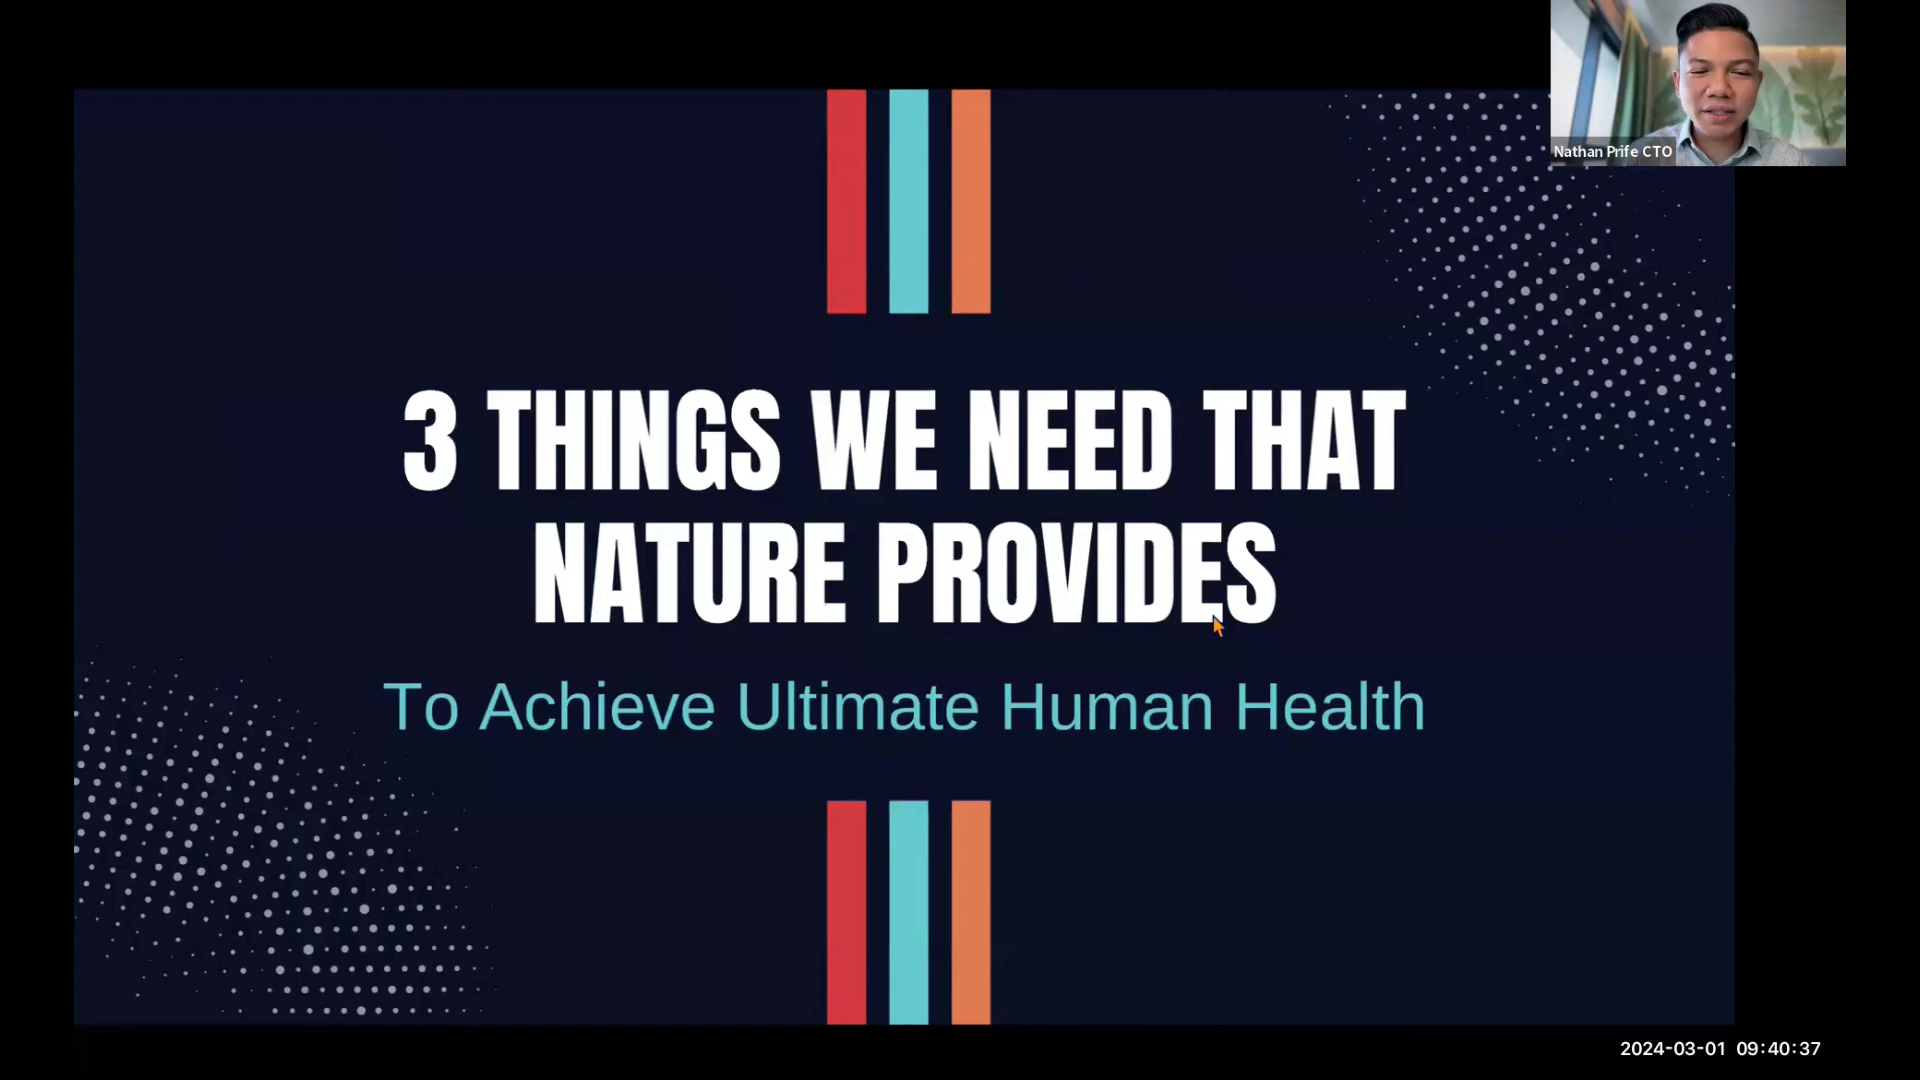 Nathan Prife CTO
3 THINGS WE NEED THAT
NATURE PROVIDES
To Achieve Ultimate Human Health
2024-03-01 09:40:37